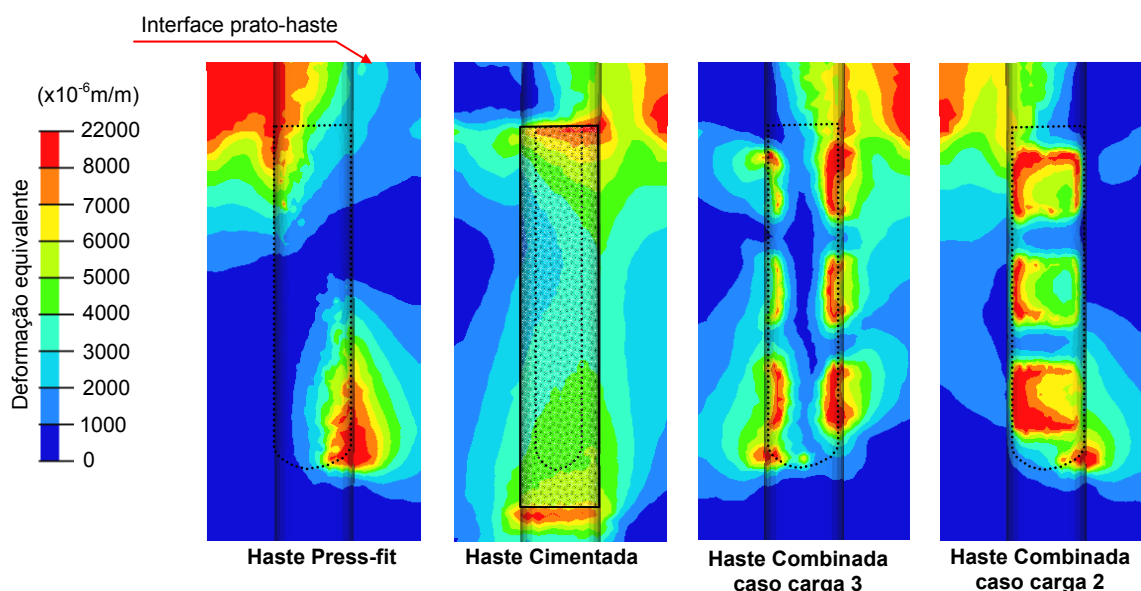 Interface prato-haste
(x10-6m/m)
Deformação equivalente
22000
8000
7000
6000
5000
4000
3000
2000
1000
0
Haste Press-fit
Haste Cimentada
Haste Combinada
caso carga 3
Haste Combinada
caso carga 2